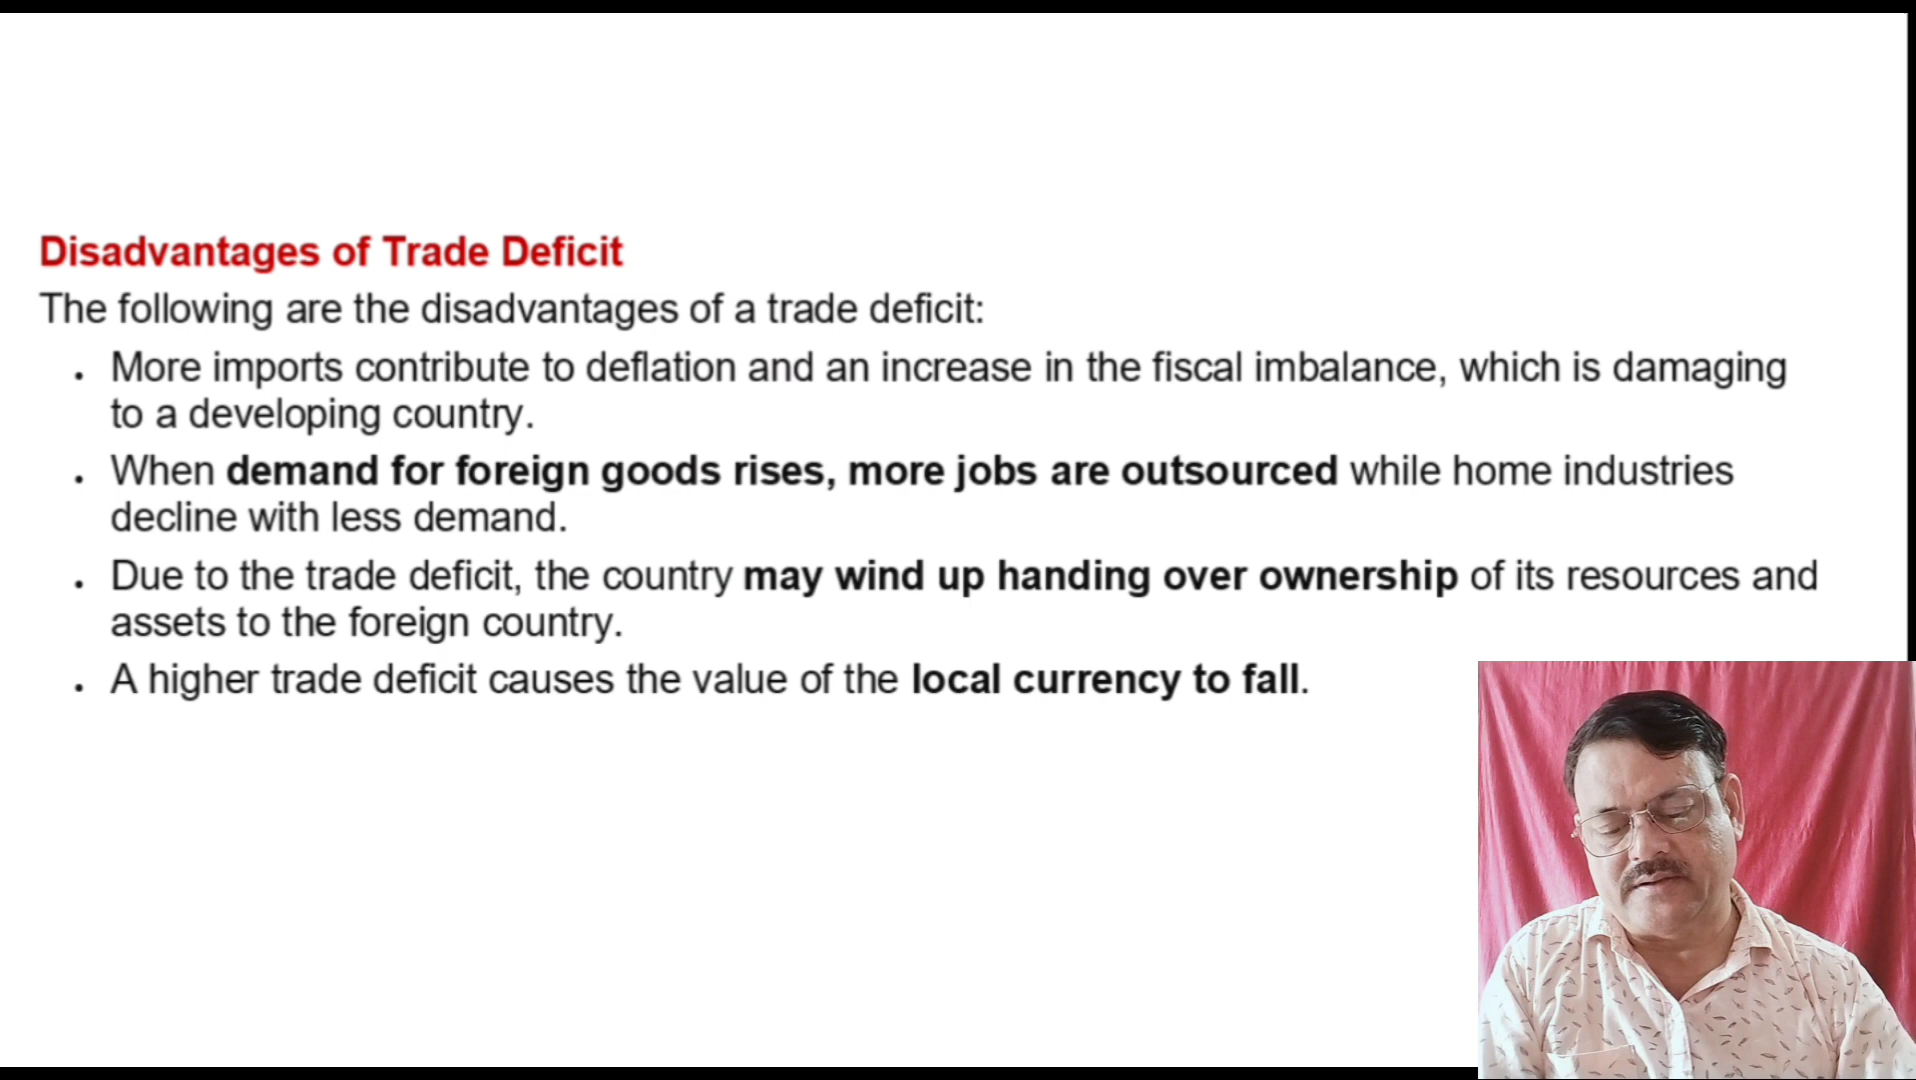 Disadvantages of Trade Deficit
The following are the disadvantages of a trade deficit:
• More imports contribute to deflation and an increase in the fiscal imbalance, which is damaging
to a developing country.
• When demand for foreign goods rises, more jobs are outsourced while home industries
decline with less demand.
• Due to the trade deficit, the country may wind up handing over ownership of its resources and
assets to the foreign country.
• A higher trade deficit causes the value of the local currency to fall.